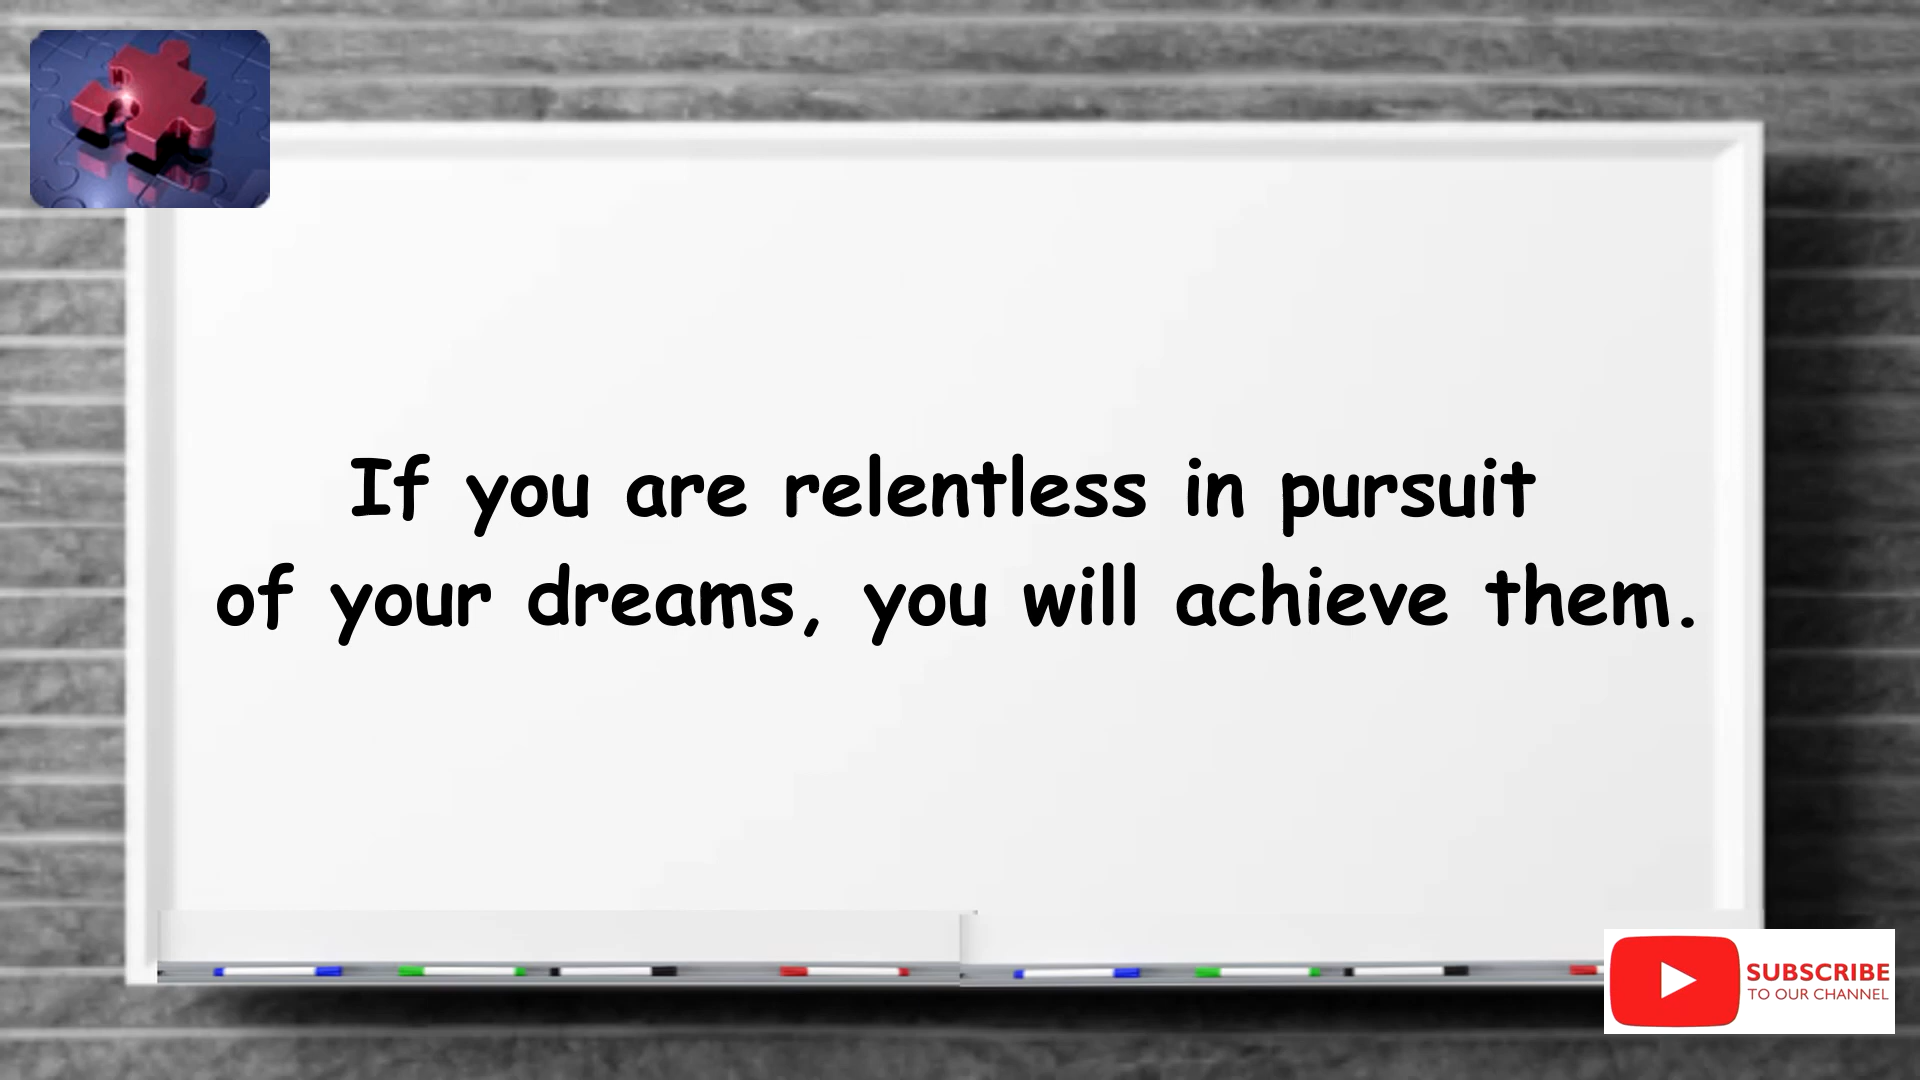 If you are relentless in pursuit
of your dreams, you will achieve them.
SUBSCRIBE
TO OUR CHANNEL